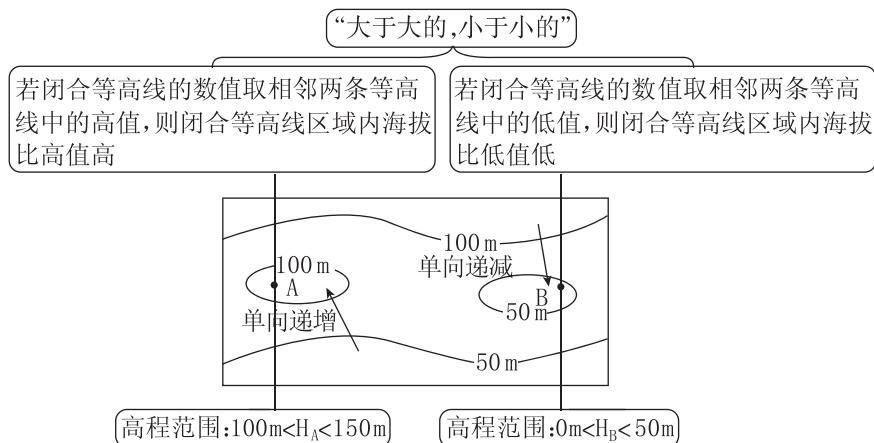 “大于大的,小于小的”
若闭合等高线的数值取相邻两条等高
线中的高值,则闭合等高线区域内海拔
比高值高
若闭合等高线的数值取相邻两条等高
线中的低值,则闭合等高线区域内海拔
比低值低
100 m
单向递减
100 m
A
单向递增
B
50 m
50 m
高程范围:100m<H_A<150m
高程范围:0m<H_B<50m